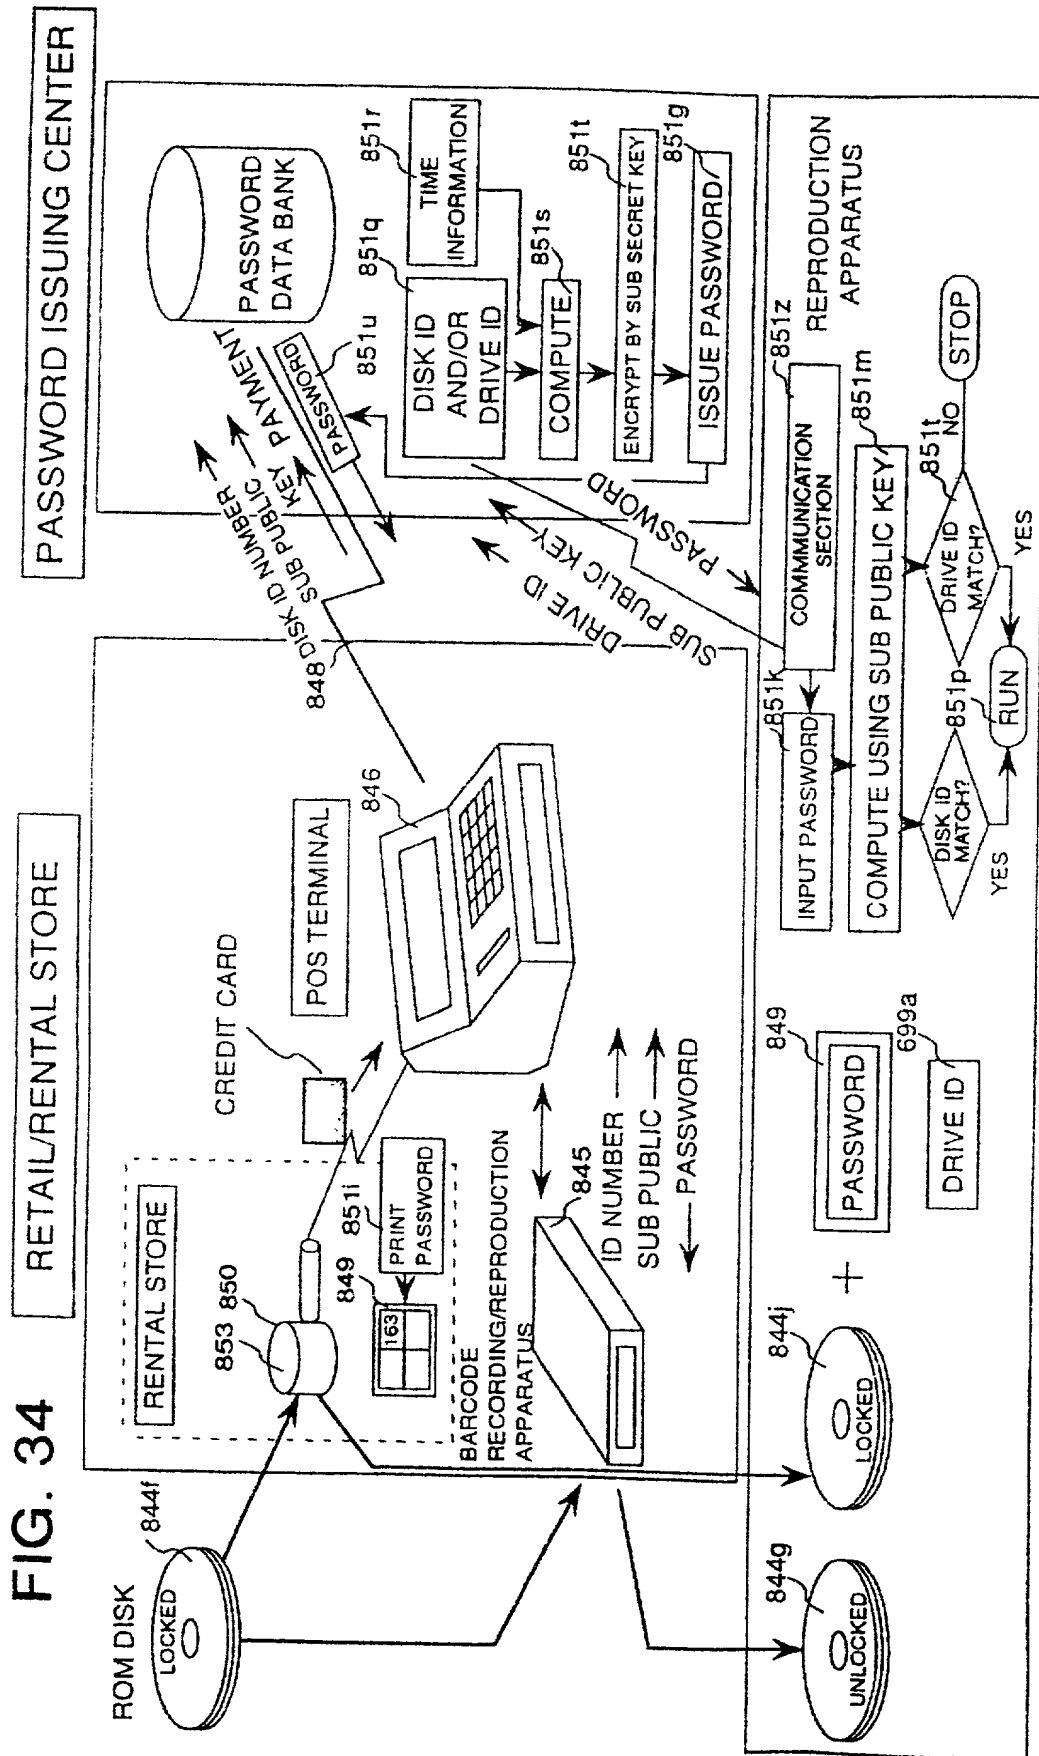 FIG. 34
RETAIL/RENTAL STORE
PASSWORD ISSUING CENTER
ROM DISK
LOCKED
844f
RENTAL STORE
853
850
849
163
851i
PRINT
PASSWORD
CREDIT CARD
POS TERMINAL
846
BARCODE
RECORDING/REPRODUCTION
APPARATUS
845
ID NUMBER
SUB PUBLIC
PASSWORD
848
DISK ID NUMBER
SUB PUBLIC
KEY
PAYMENT
PASSWORD
851u
PASSWORD
DATA BANK
851q
DISK ID
AND/OR
DRIVE ID
851r
TIME
INFORMATION
851s
COMPUTE
851t
ENCRYPT BY SUB SECRET KEY
851g
ISSUE PASSWORD
DRIVE ID
SUB PUBLIC KEY
PASSWORD
844g
UNLOCKED
844j
LOCKED
+
849
PASSWORD
699a
DRIVE ID
REPRODUCTION
APPARATUS
851z
COMMMUNICATION
SECTION
851k
INPUT PASSWORD
851m
COMPUTE USING SUB PUBLIC KEY
851p
DISK ID
MATCH?
YES
RUN
851t
DRIVE ID
MATCH?
NO
YES
STOP